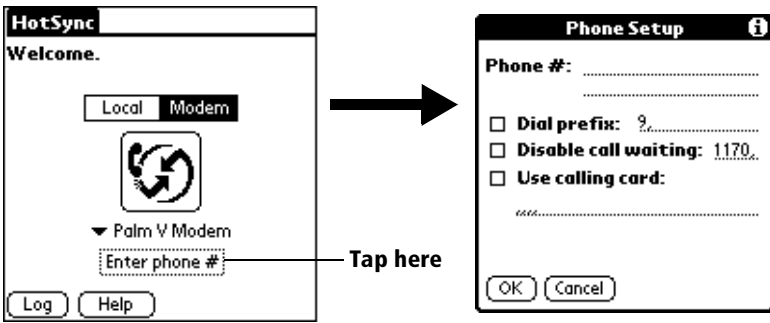 HotSync
Welcome.
Local Modem
Palm V Modem
Enter phone #
Log Help
Tap here
Phone Setup
Phone #:
Dial prefix: 9,
Disable call waiting: 1170,
Use calling card:
,,,,
OK Cancel